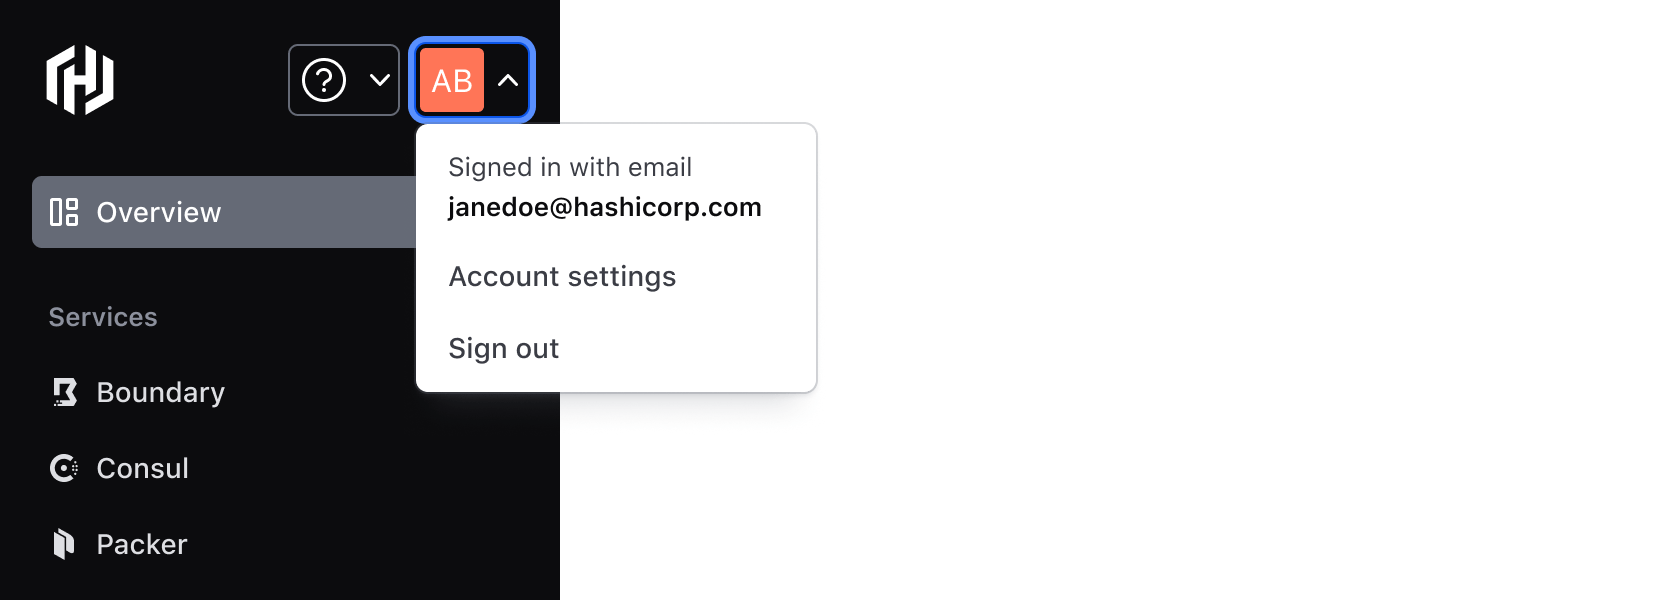 AB
Signed in with email
janedoe@hashicorp.com
Account settings
Sign out
Overview
Services
Boundary
Consul
Packer